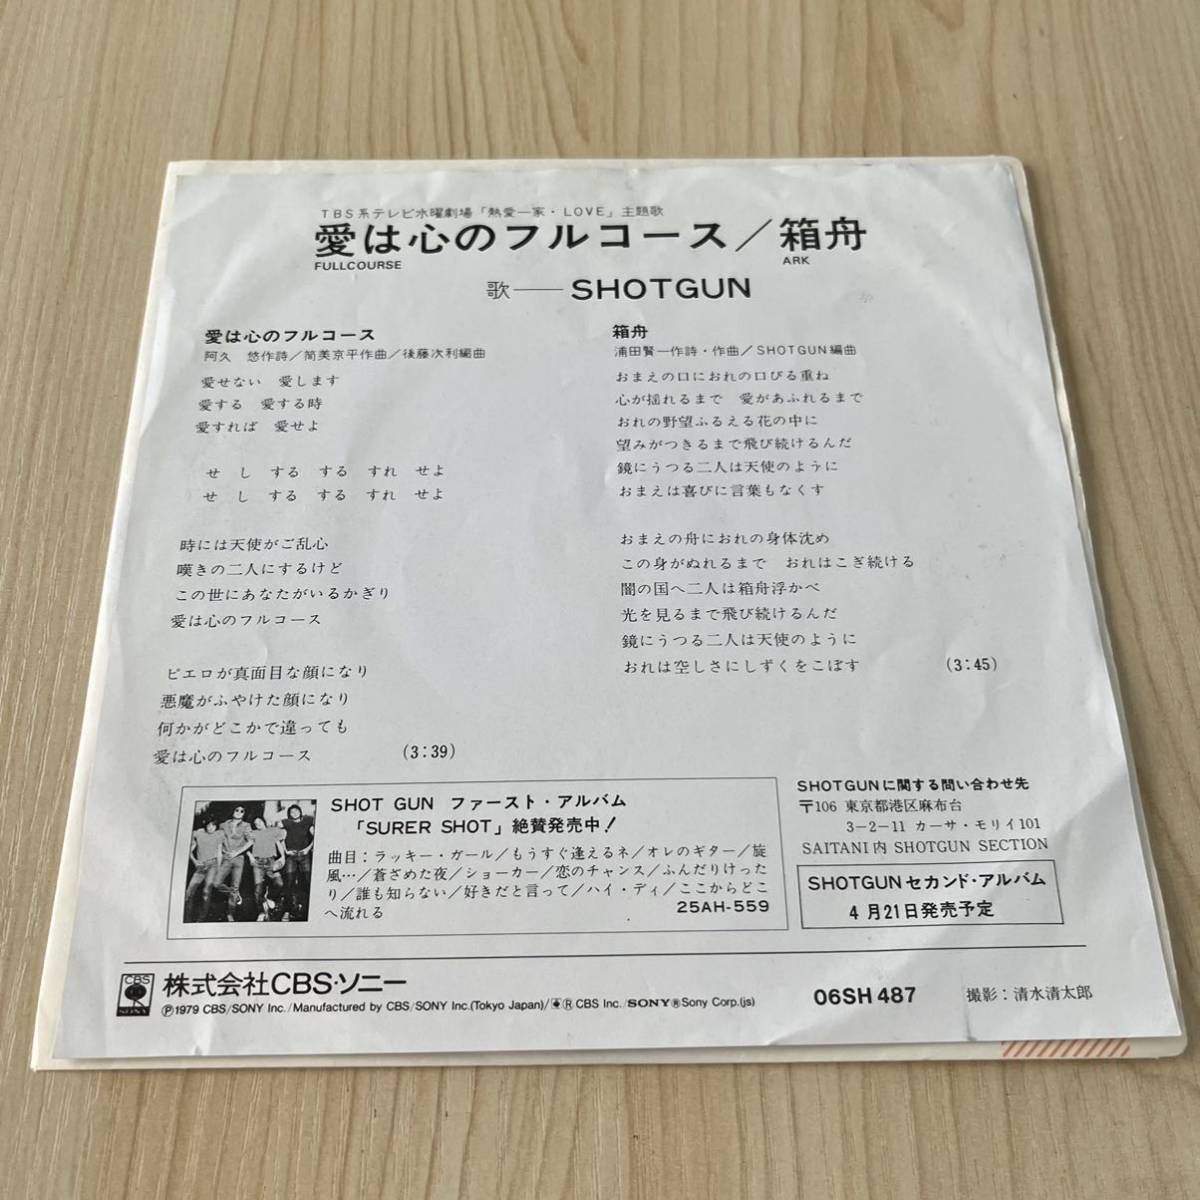 TBS系テレビ水曜劇場「熱愛一家・LOVE」主題歌
愛は心のフルコース／箱舟
FULLCOURSE ARK
歌——SHOTGUN
愛は心のフルコース
阿久 悠作詩／筒美京平作曲／後藤次利編曲
愛せない 愛します
愛する 愛する時
愛すれば 愛せよ
せ し する する すれ せよ
せ し する する すれ せよ
時には天使がご乱心
嘆きの二人にするけど
この世にあなたがいるかぎり
愛は心のフルコース
ピエロが真面目な顔になり
悪魔がふやけた顔になり
何かがどこかで違っても
愛は心のフルコース (3:39)
箱舟
浦田賢一作詩・作曲／SHOTGUN編曲
おまえの口におれの口びる重ね
心が揺れるまで 愛があふれるまで
おれの野望ふるえる花の中に
望みがつきるまで飛び続けるんだ
鏡にうつる二人は天使のように
おまえは喜びに言葉もなくす
おまえの舟におれの身体沈め
この身がぬれるまで おれはこぎ続ける
闇の国へ二人は箱舟浮かべ
光を見るまで飛び続けるんだ
鏡にうつる二人は天使のように
おれは空しさにしずくをこぼす (3:45)
SHOT GUN ファースト・アルバム
「SURER SHOT」絶賛発売中！
曲目：ラッキー・ガール／もうすぐ逢えるネ／オレのギター／旋
風…／蒼ざめた夜／ショーカー／恋のチャンス／ふんだりけった
り／誰も知らない／好きだと言って／ハイ・ディ／ここからどこ
へ流れる
25AH-559
SHOTGUNに関する問い合わせ先
〒106 東京都港区麻布台
3-2-11 カーサ・モリイ101
SAITANI内 SHOTGUN SECTION
SHOTGUNセカンド・アルバム
4月21日発売予定
CBS SONY
株式会社CBS・ソニー
Ⓟ1979 CBS/SONY Inc./Manufactured by CBS/SONY Inc.(Tokyo Japan)/Ⓡ CBS Inc./SONY®Sony Corp.(js)
06SH 487
撮影：清水清太郎